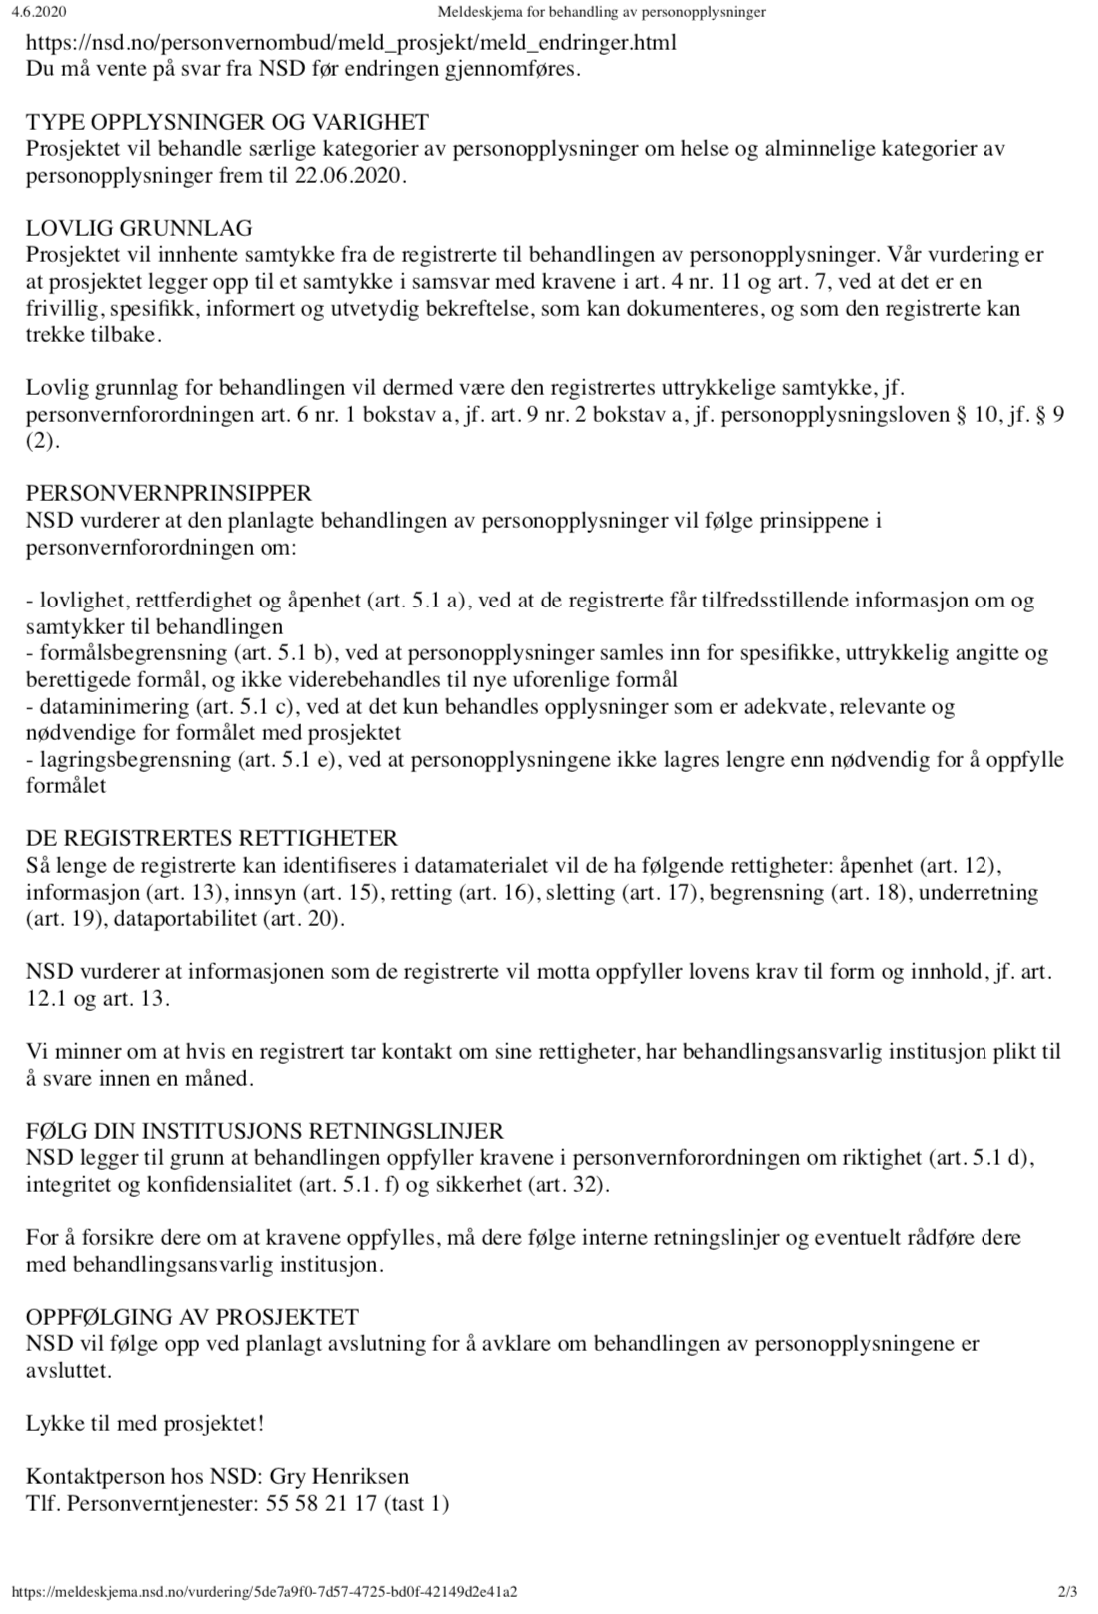 4.6.2020
Meldeskjema for behandling av personopplysninger
https://nsd.no/personvernombud/meld_prosjekt/meld_endringer.html
Du må vente på svar fra NSD før endringen gjennomføres.
TYPE OPPLYSNINGER OG VARIGHET
Prosjektet vil behandle særlige kategorier av personopplysninger om helse og alminnelige kategorier av
personopplysninger frem til 22.06.2020.
LOVLIG GRUNNLAG
Prosjektet vil innhente samtykke fra de registrerte til behandlingen av personopplysninger. Vår vurdering er
at prosjektet legger opp til et samtykke i samsvar med kravene i art. 4 nr. 11 og art. 7, ved at det er en
frivillig, spesifikk, informert og utvetydig bekreftelse, som kan dokumenteres, og som den registrerte kan
trekke tilbake.
Lovlig grunnlag for behandlingen vil dermed være den registrertes uttrykkelige samtykke, jf.
personvernforordningen art. 6 nr. 1 bokstav a, jf. art. 9 nr. 2 bokstav a, jf. personopplysningsloven § 10, jf. § 9
(2).
PERSONVERNPRINSIPPER
NSD vurderer at den planlagte behandlingen av personopplysninger vil følge prinsippene i
personvernforordningen om:
- lovlighet, rettferdighet og åpenhet (art. 5.1 a), ved at de registrerte får tilfredsstillende informasjon om og
samtykker til behandlingen
- formålsbegrensning (art. 5.1 b), ved at personopplysninger samles inn for spesifikke, uttrykkelig angitte og
berettigede formål, og ikke viderebehandles til nye uforenlige formål
- dataminimering (art. 5.1 c), ved at det kun behandles opplysninger som er adekvate, relevante og
nødvendige for formålet med prosjektet
- lagringsbegrensning (art. 5.1 e), ved at personopplysningene ikke lagres lengre enn nødvendig for å oppfylle
formålet
DE REGISTRERTES RETTIGHETER
Så lenge de registrerte kan identifiseres i datamaterialet vil de ha følgende rettigheter: åpenhet (art. 12),
informasjon (art. 13), innsyn (art. 15), retting (art. 16), sletting (art. 17), begrensning (art. 18), underretning
(art. 19), dataportabilitet (art. 20).
NSD vurderer at informasjonen som de registrerte vil motta oppfyller lovens krav til form og innhold, jf. art.
12.1 og art. 13.
Vi minner om at hvis en registrert tar kontakt om sine rettigheter, har behandlingsansvarlig institusjon plikt til
å svare innen en måned.
FØLG DIN INSTITUSJONS RETNINGSLINJER
NSD legger til grunn at behandlingen oppfyller kravene i personvernforordningen om riktighet (art. 5.1 d),
integritet og konfidensialitet (art. 5.1. f) og sikkerhet (art. 32).
For å forsikre dere om at kravene oppfylles, må dere følge interne retningslinjer og eventuelt rådføre dere
med behandlingsansvarlig institusjon.
OPPFØLGING AV PROSJEKTET
NSD vil følge opp ved planlagt avslutning for å avklare om behandlingen av personopplysningene er
avsluttet.
Lykke til med prosjektet!
Kontaktperson hos NSD: Gry Henriksen
Tlf. Personverntjenester: 55 58 21 17 (tast 1)
https://meldeskjema.nsd.no/vurdering/5de7a9f0-7d57-4725-bd0f-42149d2e41a2
2/3